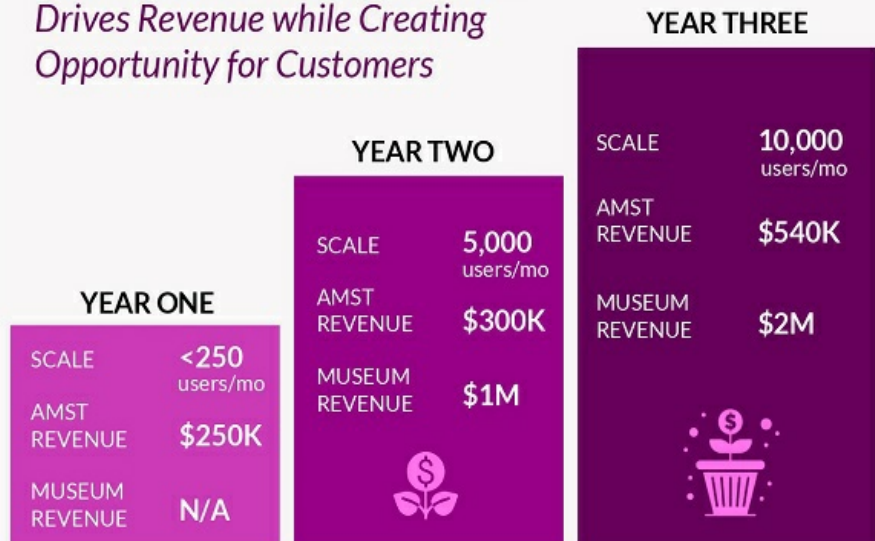 Drives Revenue while Creating
Opportunity for Customers
YEAR ONE
SCALE <250
users/mo
AMST
REVENUE $250K
MUSEUM
REVENUE N/A
YEAR TWO
SCALE 5,000
users/mo
AMST
REVENUE $300K
MUSEUM
REVENUE $1M
$
YEAR THREE
SCALE 10,000
users/mo
AMST
REVENUE $540K
MUSEUM
REVENUE $2M
$